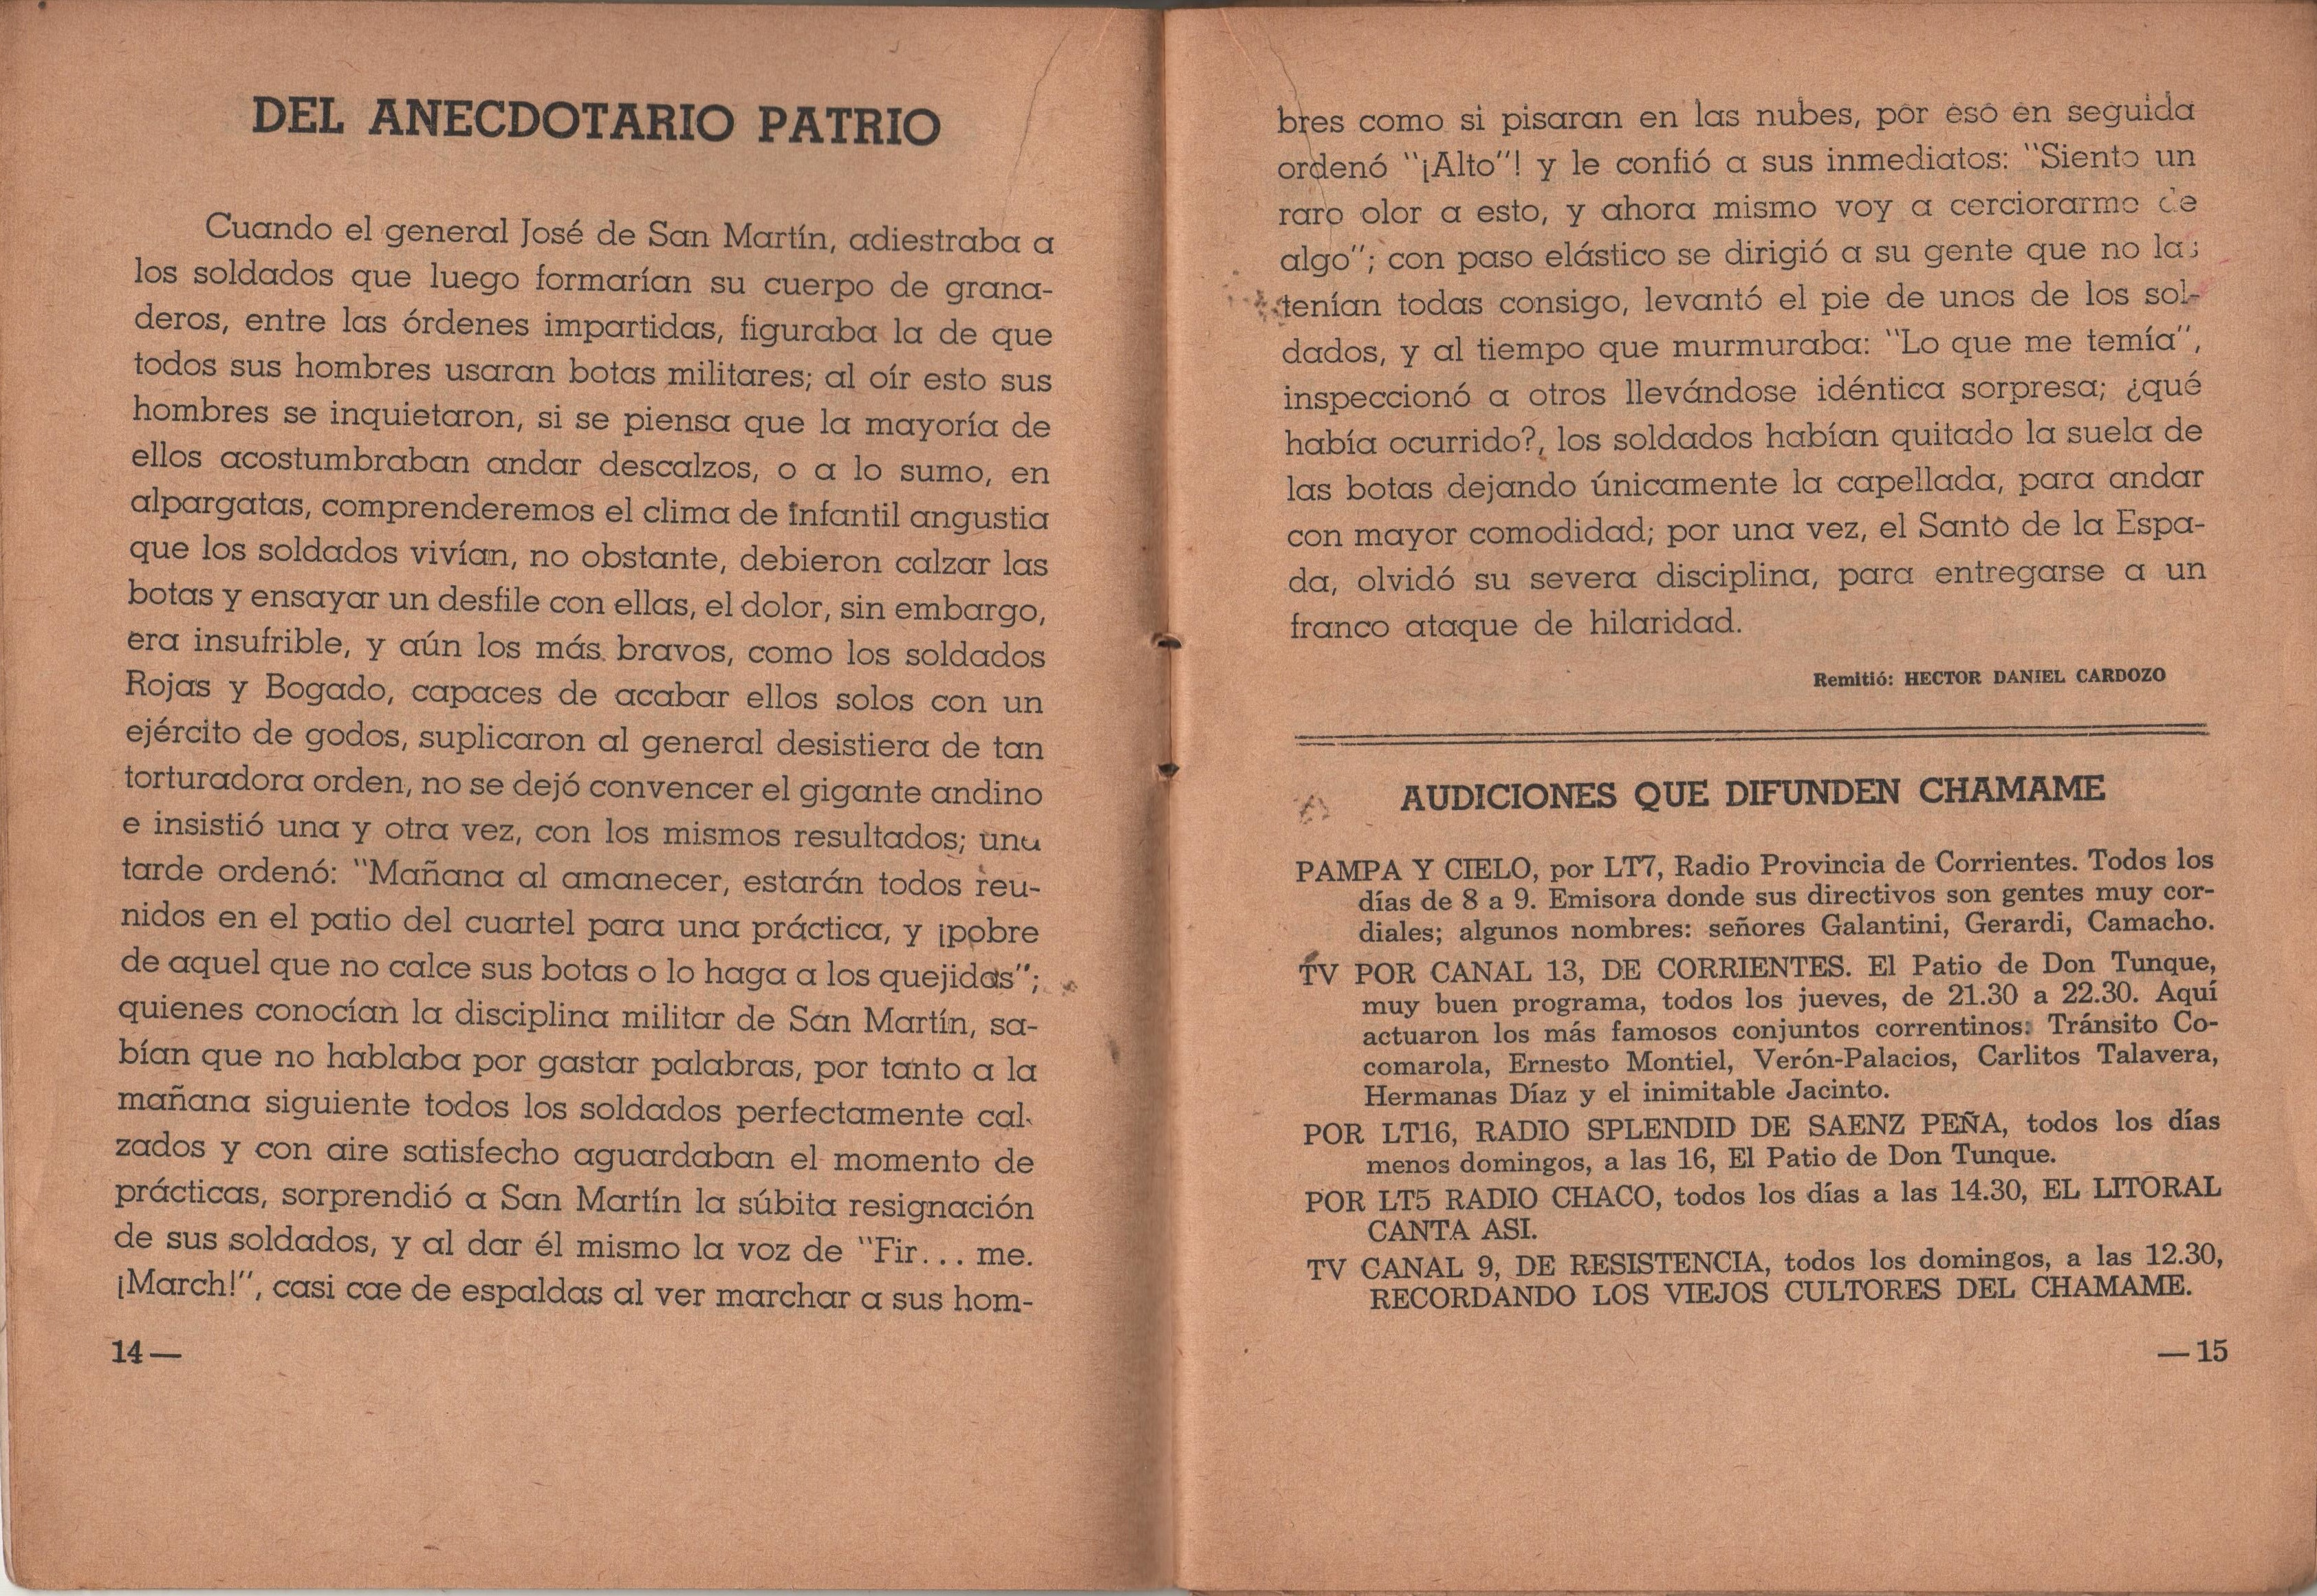 DEL ANECDOTARIO PATRIO
Cuando el general José de San Martín, adiestraba a
los soldados que luego formarían su cuerpo de grana-
deros, entre las órdenes impartidas, figuraba la de que
todos sus hombres usaran botas militares; al oír esto sus
hombres se inquietaron, si se piensa que la mayoría de
ellos acostumbraban andar descalzos, o a lo sumo, en
alpargatas, comprenderemos el clima de infantil angustia
que los soldados vivían, no obstante, debieron calzar las
botas y ensayar un desfile con ellas, el dolor, sin embargo,
era insufrible, y aún los más bravos, como los soldados
Rojas y Bogado, capaces de acabar ellos solos con un
ejército de godos, suplicaron al general desistiera de tan
torturadora orden, no se dejó convencer el gigante andino
e insistió una y otra vez, con los mismos resultados; una
tarde ordenó: "Mañana al amanecer, estarán todos reu-
nidos en el patio del cuartel para una práctica, y ¡pobre
de aquel que no calce sus botas o lo haga a los quejidos";
quienes conocían la disciplina militar de San Martín, sa-
bían que no hablaba por gastar palabras, por tanto a la
mañana siguiente todos los soldados perfectamente cal-
zados y con aire satisfecho aguardaban el momento de
prácticas, sorprendió a San Martín la súbita resignación
de sus soldados, y al dar él mismo la voz de "Fir... me.
¡March!", casi cae de espaldas al ver marchar a sus hom-
14—
bres como si pisaran en las nubes, por eso en seguida
ordenó "¡Alto"! y le confió a sus inmediatos: "Siento un
raro olor a esto, y ahora mismo voy a cerciorarme de
algo"; con paso elástico se dirigió a su gente que no las
tenían todas consigo, levantó el pie de unos de los sol-
dados, y al tiempo que murmuraba: "Lo que me temía",
inspeccionó a otros llevándose idéntica sorpresa; ¿qué
había ocurrido?, los soldados habían quitado la suela de
las botas dejando únicamente la capellada, para andar
con mayor comodidad; por una vez, el Santo de la Espa-
da, olvidó su severa disciplina, para entregarse a un
franco ataque de hilaridad.
Remitió: HECTOR DANIEL CARDOZO
AUDICIONES QUE DIFUNDEN CHAMAME
PAMPA Y CIELO, por LT7, Radio Provincia de Corrientes. Todos los
días de 8 a 9. Emisora donde sus directivos son gentes muy cor-
diales; algunos nombres: señores Galantini, Gerardi, Camacho.
TV POR CANAL 13, DE CORRIENTES. El Patio de Don Tunque,
muy buen programa, todos los jueves, de 21.30 a 22.30. Aquí
actuaron los más famosos conjuntos correntinos: Tránsito Co-
comarola, Ernesto Montiel, Verón-Palacios, Carlitos Talavera,
Hermanas Díaz y el inimitable Jacinto.
POR LT16, RADIO SPLENDID DE SAENZ PEÑA, todos los días
menos domingos, a las 16, El Patio de Don Tunque.
POR LT5 RADIO CHACO, todos los días a las 14.30, EL LITORAL
CANTA ASI.
TV CANAL 9, DE RESISTENCIA, todos los domingos, a las 12.30,
RECORDANDO LOS VIEJOS CULTORES DEL CHAMAME.
—15